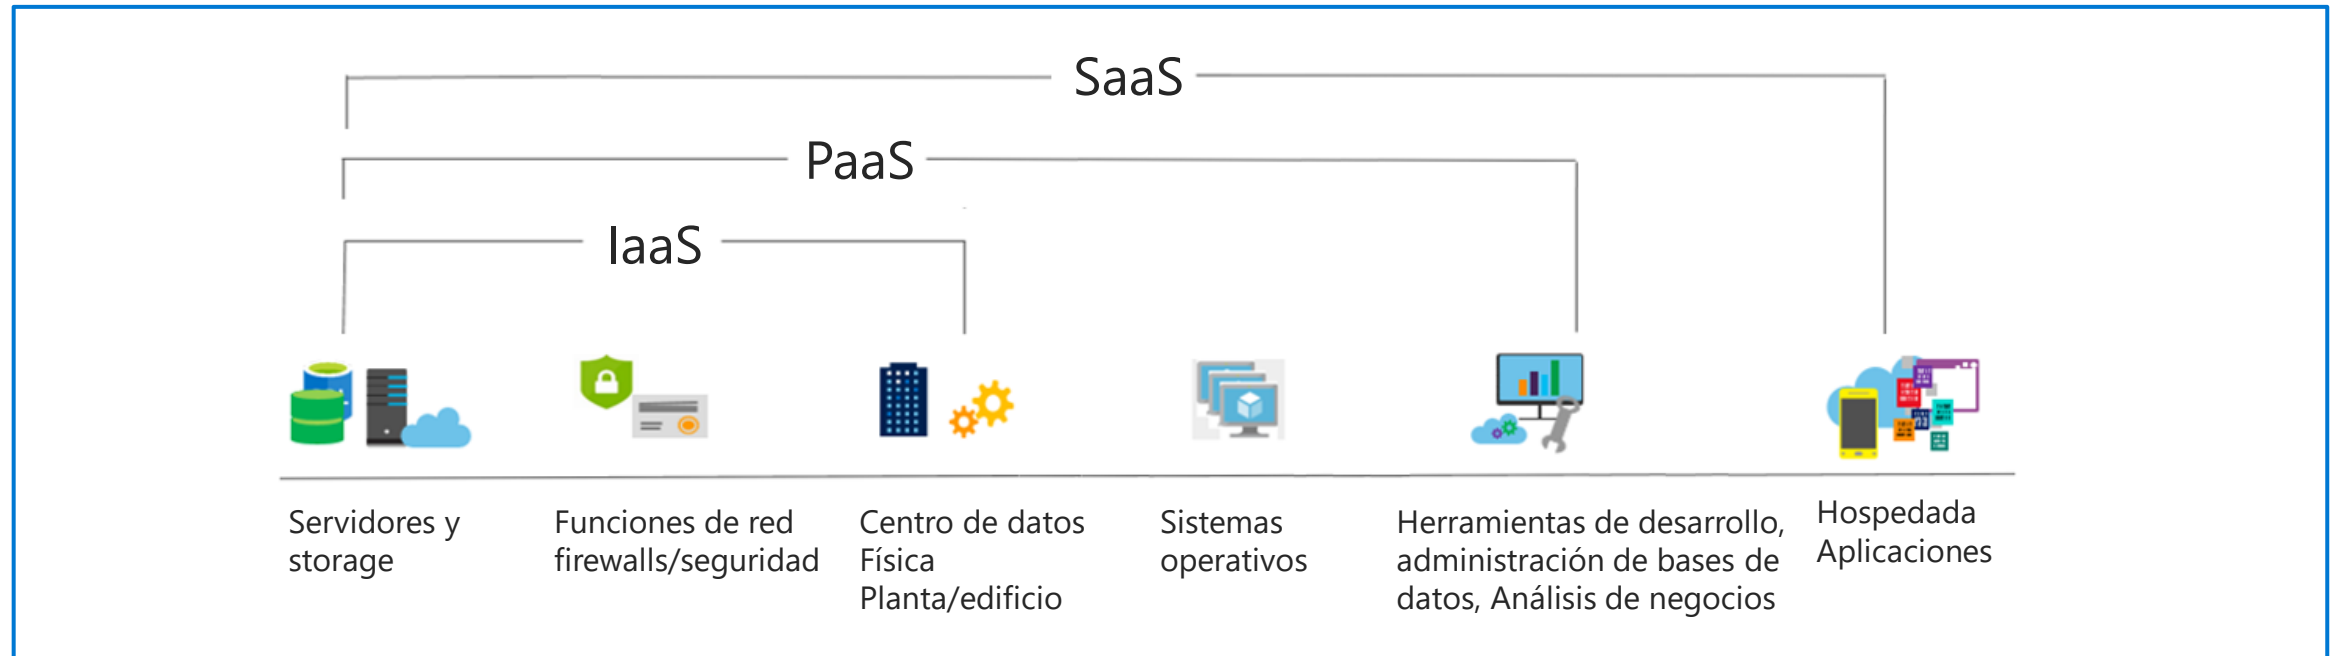 SaaS
PaaS
IaaS
Servidores y
storage
Funciones de red
firewalls/seguridad
Centro de datos
Física
Planta/edificio
Sistemas
operativos
Herramientas de desarrollo,
administración de bases de
datos, Análisis de negocios
Hospedada
Aplicaciones